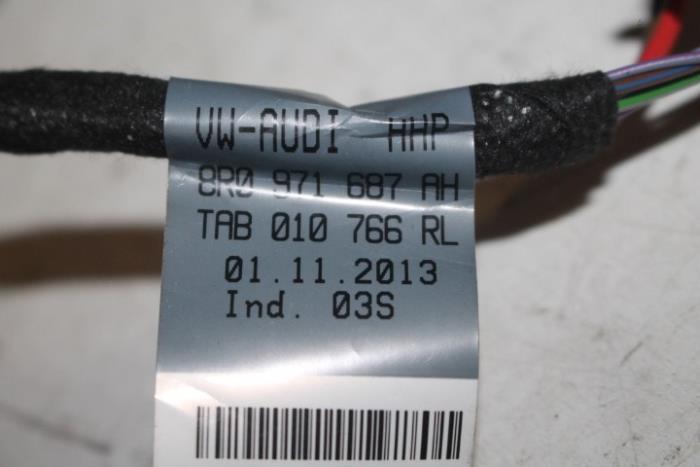 VW-AUDI HHP
8R0 971 687 AH
TAB 010 766 RL
01.11.2013
Ind. 03S